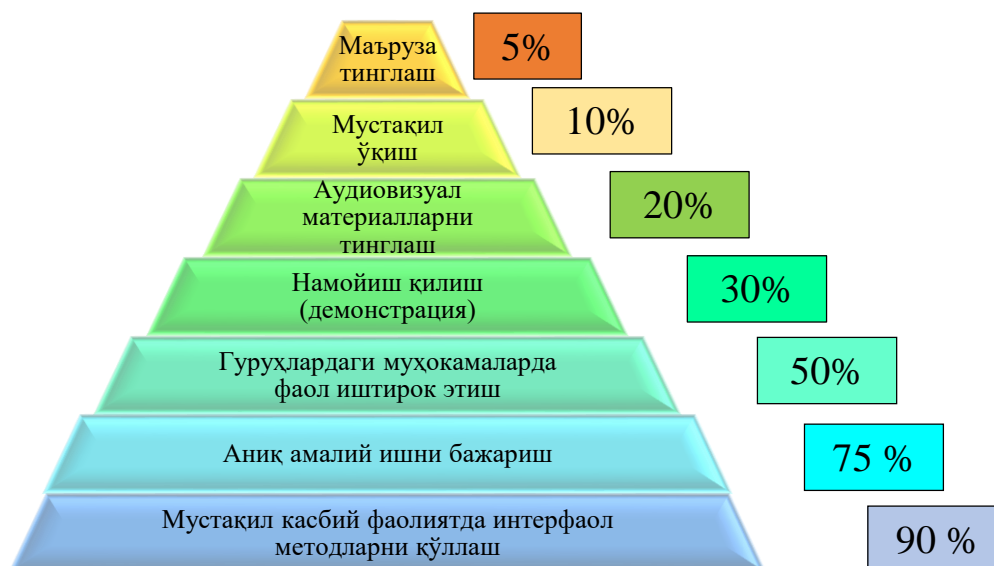 Маъруза
тинглаш
5%
Мустақил
ўқиш
10%
Аудиовизуал
материалларни
тинглаш
20%
Намойиш қилиш
(демонстрация)
30%
Гуруҳлардаги муҳокамаларда
фаол иштирок этиш
50%
Аниқ амалий ишни бажариш
75 %
Мустақил касбий фаолиятда интерфаол
методларни қўллаш
90 %